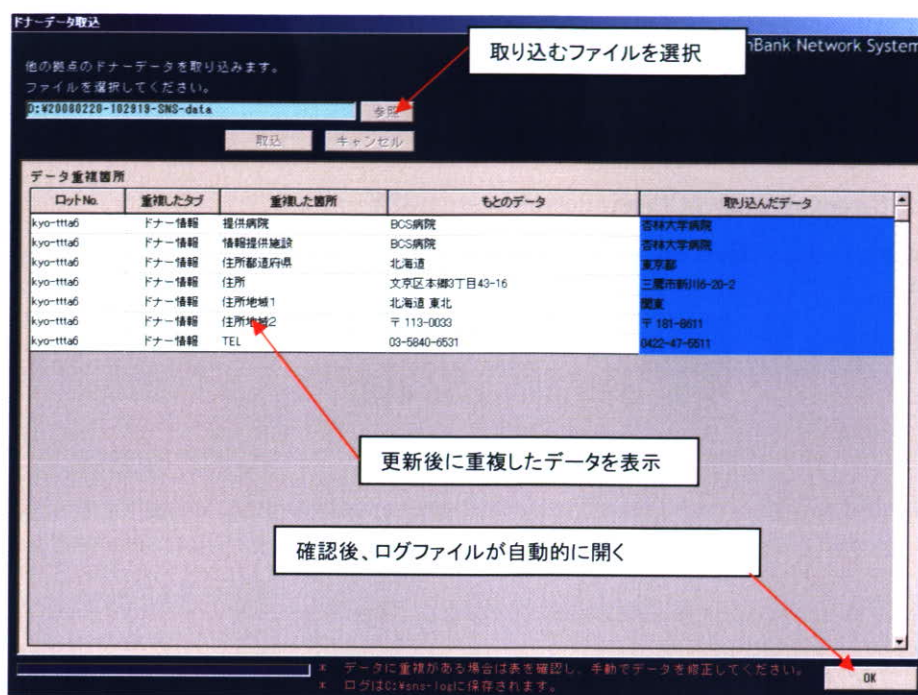 ドナーデータ取込
取り込むファイルを選択
nBank Network System
他の拠点のドナーデータを取り込みます。
ファイルを選択してください。
D:¥20080220-102919-SNS-data 参照
取込 キャンセル
データ重複箇所
ロットNo. 重複したタブ 重複した箇所 もとのデータ 取り込んだデータ
kyo-ttta6 ドナー情報 提供病院 BCS病院 杏林大学病院
kyo-ttta6 ドナー情報 情報提供施設 BCS病院 杏林大学病院
kyo-ttta6 ドナー情報 住所都道府県 北海道 東京都
kyo-ttta6 ドナー情報 住所 文京区本郷3丁目43-16 三鷹市新川6-20-2
kyo-ttta6 ドナー情報 住所地域1 北海道 東北 関東
kyo-ttta6 ドナー情報 住所地域2 〒 113-0033 〒 181-8611
kyo-ttta6 ドナー情報 TEL 03-5840-6531 0422-47-5511
更新後に重複したデータを表示
確認後、ログファイルが自動的に開く
* データに重複がある場合は表を確認し、手動でデータを修正してください。
* ログはC:¥sns-logに保存されます。
OK